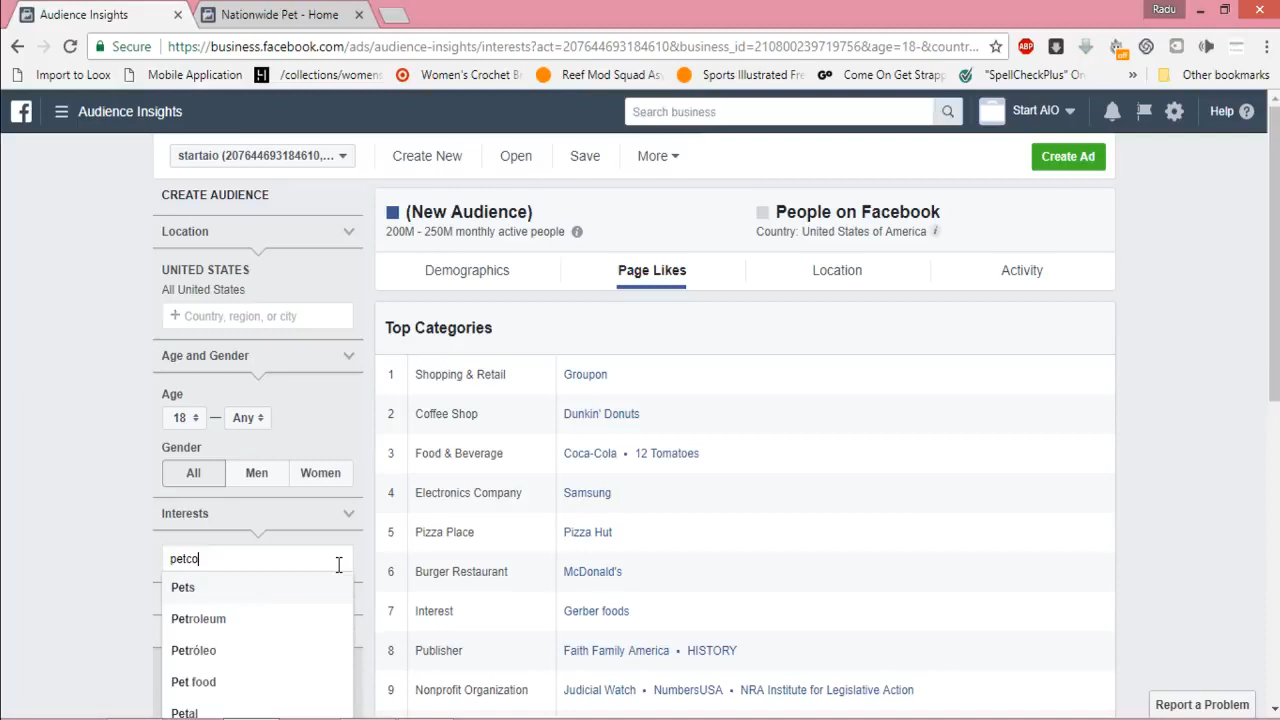 Audience Insights
Nationwide Pet - Home
Radu
Secure
https://business.facebook.com/ads/audience-insights/interests?act=207644693184610&business_id=210800239719756&age=18-&countr...
ABP
off
Import to Loox
Mobile Application
H
/collections/womens
Women's Crochet B
Reef Mod Squad As
Sports Illustrated Fre
GO
Come On Get Strapp
"SpellCheckPlus" On
»
Other bookmarks
Audience Insights
Search business
Start AIO
Help
startaio (207644693184610,...
Create New
Open
Save
More
Create Ad
CREATE AUDIENCE
Location
UNITED STATES
All United States
+ Country, region, or city
Age and Gender
Age
18 — Any
Gender
All Men Women
Interests
petco
Pets
Petroleum
Petróleo
Pet food
Petal
(New Audience)
200M - 250M monthly active people
People on Facebook
Country: United States of America
Demographics
Page Likes
Location
Activity
Top Categories
1 Shopping & Retail Groupon
2 Coffee Shop Dunkin' Donuts
3 Food & Beverage Coca-Cola • 12 Tomatoes
4 Electronics Company Samsung
5 Pizza Place Pizza Hut
6 Burger Restaurant McDonald's
7 Interest Gerber foods
8 Publisher Faith Family America • HISTORY
9 Nonprofit Organization Judicial Watch • NumbersUSA • NRA Institute for Legislative Action
Report a Problem